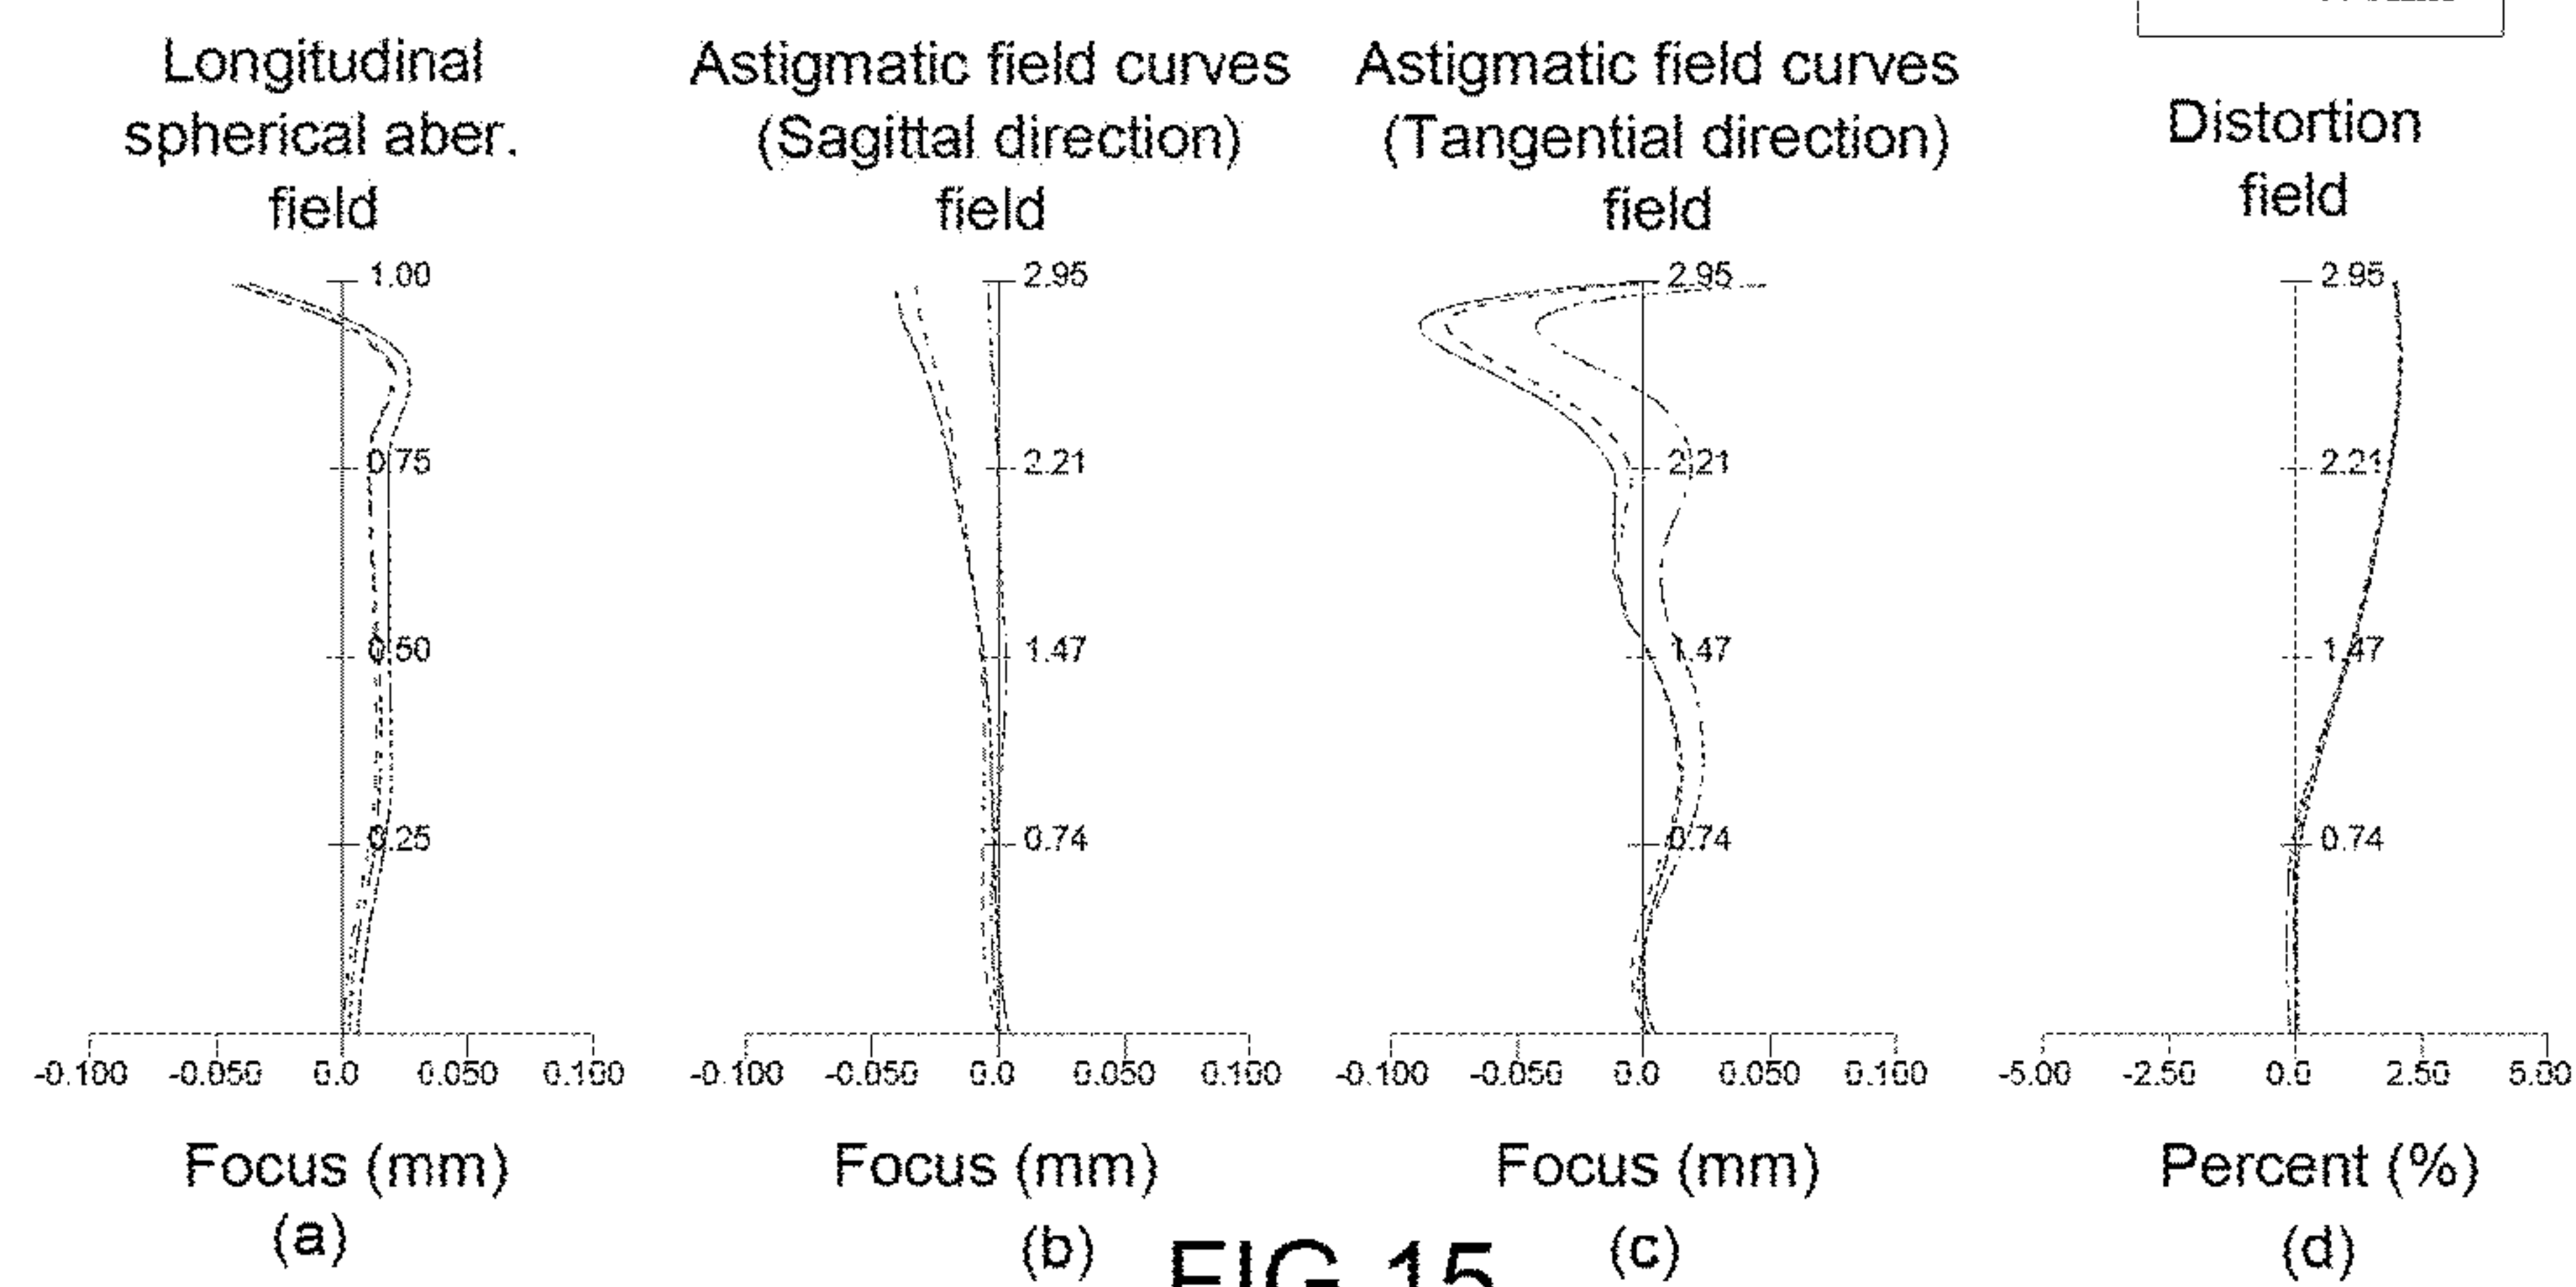 Longitudinal
spherical aber.
field
1.00
0.75
0.50
0.25
-0.100 -0.050 0.0 0.050 0.100
Focus (mm)
(a)
Astigmatic field curves
(Sagittal direction)
field
2.95
2.21
1.47
0.74
-0.100 -0.050 0.0 0.050 0.100
Focus (mm)
(b)
Astigmatic field curves
(Tangential direction)
field
2.95
2.21
1.47
0.74
-0.100 -0.050 0.0 0.050 0.100
Focus (mm)
(c)
Distortion
field
2.95
2.21
1.47
0.74
-5.00 -2.50 0.0 2.50 5.00
Percent (%)
(d)
FIG.15